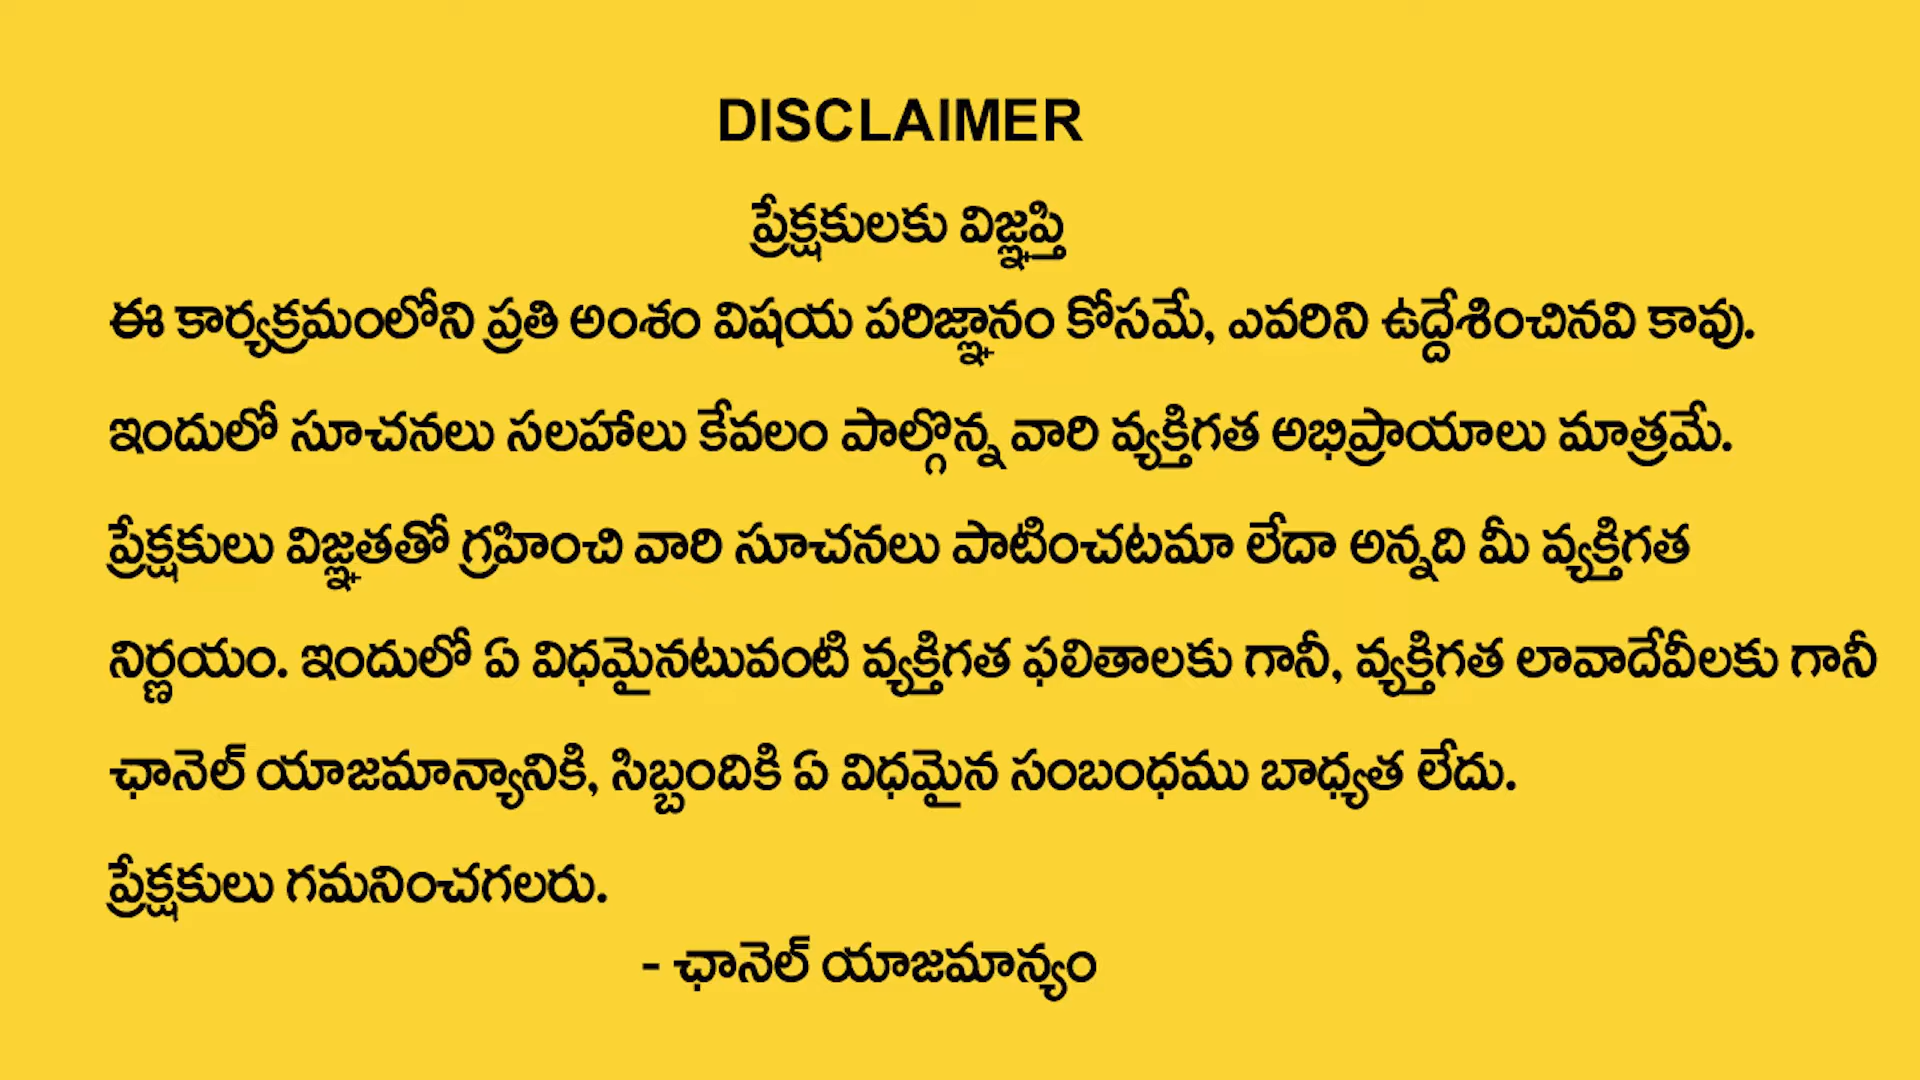 DISCLAIMER
ప్రేక్షకులకు విజ్ఞప్తి
ఈ కార్యక్రమంలోని ప్రతి అంశం విషయ పరిజ్ఞానం కోసమే, ఎవరిని ఉద్దేశించినవి కావు.
ఇందులో సూచనలు సలహాలు కేవలం పాల్గొన్న వారి వ్యక్తిగత అభిప్రాయాలు మాత్రమే.
ప్రేక్షకులు విజ్ఞతతో గ్రహించి వారి సూచనలు పాటించటమా లేదా అన్నది మీ వ్యక్తిగత
నిర్ణయం. ఇందులో ఏ విధమైనటువంటి వ్యక్తిగత ఫలితాలకు గానీ, వ్యక్తిగత లావాదేవీలకు గానీ
ఛానెల్ యాజమాన్యానికి, సిబ్బందికి ఏ విధమైన సంబంధము బాధ్యత లేదు.
ప్రేక్షకులు గమనించగలరు.
- ఛానెల్ యాజమాన్యం